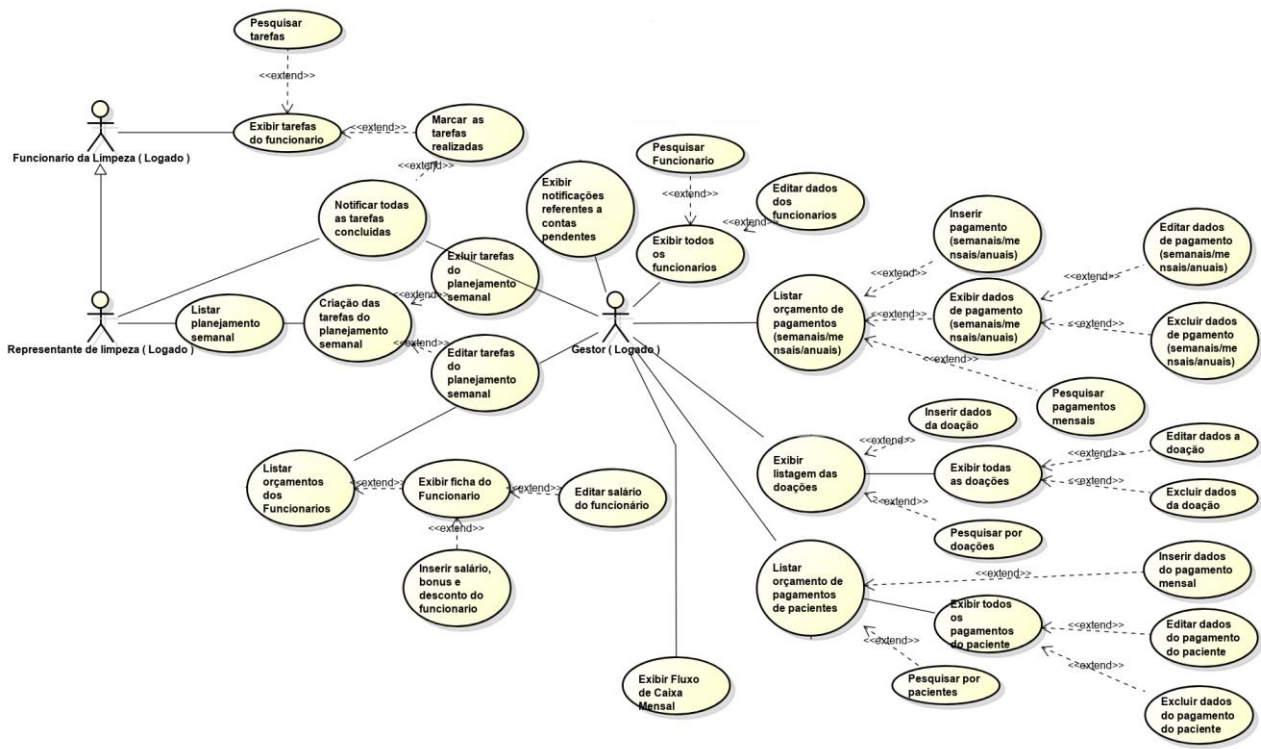 Pesquisar
tarefas
<<extend>>
Funcionario da Limpeza ( Logado )
Exibir tarefas
do funcionario
<<extend>>
Marcar as
tarefas
realizadas
<<extend>>
Notificar todas
as tarefas
concluidas
Exibir
notificações
referentes a
contas
pendentes
Pesquisar
Funcionario
<<extend>>
Editar dados
dos
funcionarios
<<extend>>
Exibir todos
os
funcionarios
Representante de limpeza ( Logado )
Listar
planejamento
semanal
Criação das
tarefas do
planejamento
semanal
Exluir tarefas
do
planejamento
semanal
<<extend>>
<<extend>>
Editar tarefas
do
planejamento
semanal
Gestor ( Logado )
Listar
orçamento de
pagamentos
(semanais/me
nsais/anuais)
<<extend>>
Inserir
pagamento
(semanais/me
nsais/anuais)
<<extend>>
Exibir dados
de pagamento
(semanais/me
nsais/anuais)
<<extend>>
Editar dados
de pagamento
(semanais/me
nsais/anuais)
<<extend>>
Excluir dados
de pgamento
(semanais/me
nsais/anuais)
<<extend>>
Pesquisar
pagamentos
mensais
Listar
orçamentos
dos
Funcionarios
<<extend>>
Exibir ficha do
Funcionario
<<extend>>
Editar salário
do funcionário
<<extend>>
Inserir salário,
bonus e
desconto do
funcionario
Exibir
listagem das
doações
<<extend>>
Inserir dados
da doação
Exibir todas
as doações
<<extend>>
Editar dados a
doação
<<extend>>
Excluir dados
da doação
<<extend>>
Pesquisar por
doações
Listar
orçamento de
pagamentos
de pacientes
<<extend>>
Inserir dados
do pagamento
mensal
Exibir todos
os
pagamentos
do paciente
<<extend>>
Editar dados
do pagamento
do paciente
<<extend>>
Excluir dados
do pagamento
do paciente
<<extend>>
Pesquisar por
pacientes
Exibir Fluxo
de Caixa
Mensal